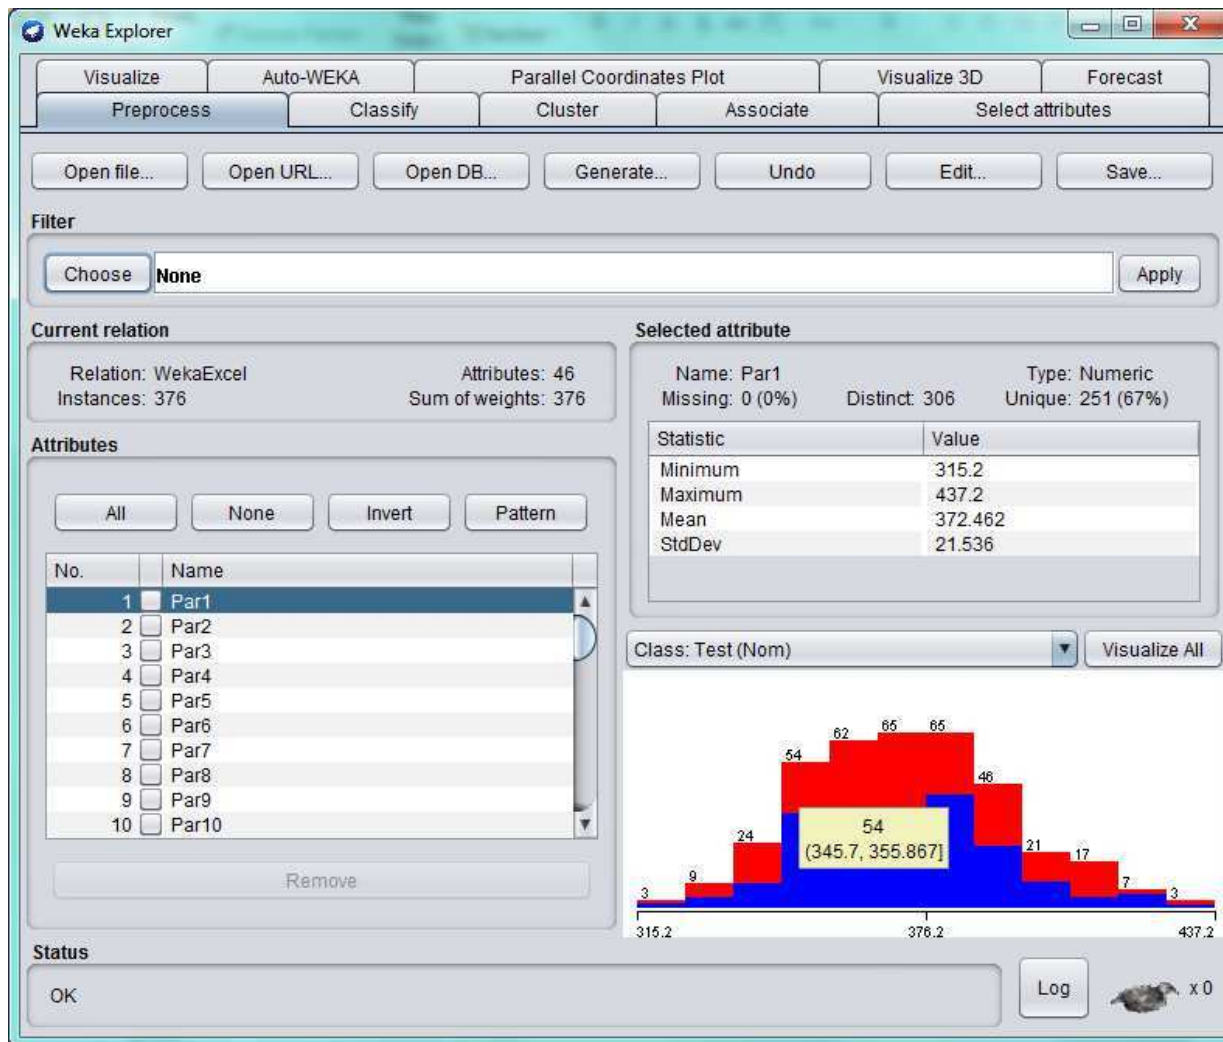 Weka Explorer
Visualize Auto-WEKA Parallel Coordinates Plot Visualize 3D Forecast
Preprocess Classify Cluster Associate Select attributes
Open file... Open URL... Open DB... Generate... Undo Edit... Save...
Filter
Choose None Apply
Current relation
Relation: WekaExcel Attributes: 46
Instances: 376 Sum of weights: 376
Selected attribute
Name: Par1 Type: Numeric
Missing: 0 (0%) Distinct: 306 Unique: 251 (67%)
Statistic Value
Minimum 315.2
Maximum 437.2
Mean 372.462
StdDev 21.536
Attributes
All None Invert Pattern
No. Name
1 Par1
2 Par2
3 Par3
4 Par4
5 Par5
6 Par6
7 Par7
8 Par8
9 Par9
10 Par10
Remove
Class: Test (Nom) Visualize All
3 9 24 54 62 65 65 46 21 17 7 3
54
(345.7, 355.867]
315.2 376.2 437.2
Status
OK Log x 0